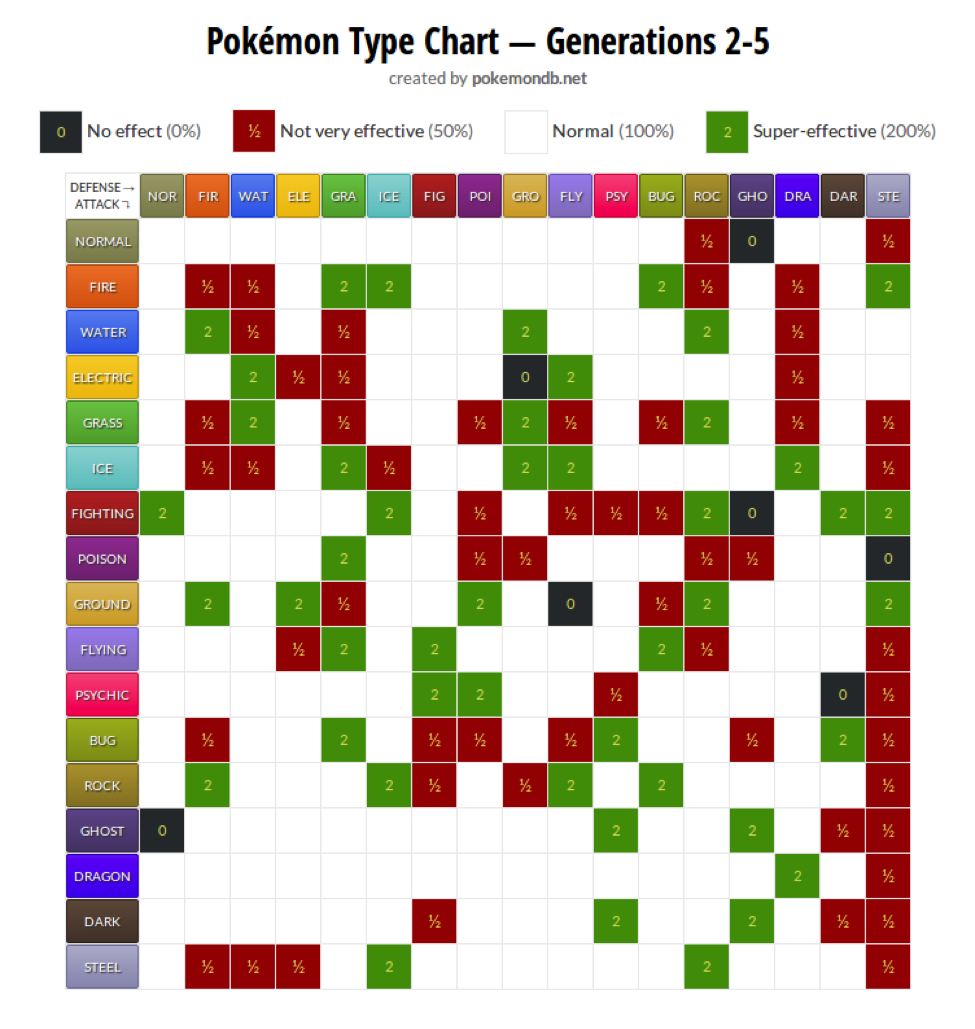 Pokémon Type Chart — Generations 2-5
created by pokemondb.net
0 No effect (0%) ½ Not very effective (50%) Normal (100%) 2 Super-effective (200%)
DEFENSE→
ATTACK↴ NOR FIR WAT ELE GRA ICE FIG POI GRO FLY PSY BUG ROC GHO DRA DAR STE
NORMAL ½ 0 ½
FIRE ½ ½ 2 2 2 ½ ½ 2
WATER 2 ½ ½ 2 2 ½
ELECTRIC 2 ½ ½ 0 2 ½
GRASS ½ 2 ½ ½ 2 ½ ½ 2 ½ ½
ICE ½ ½ 2 ½ 2 2 2 ½
FIGHTING 2 2 ½ ½ ½ ½ 2 0 2 2
POISON 2 ½ ½ ½ ½ 0
GROUND 2 2 ½ 2 0 ½ 2 2
FLYING ½ 2 2 2 ½ ½
PSYCHIC 2 2 ½ 0 ½
BUG ½ 2 ½ ½ ½ 2 ½ 2 ½
ROCK 2 2 ½ ½ 2 2 ½
GHOST 0 2 2 ½ ½
DRAGON 2 ½
DARK ½ 2 2 ½ ½
STEEL ½ ½ ½ 2 2 ½